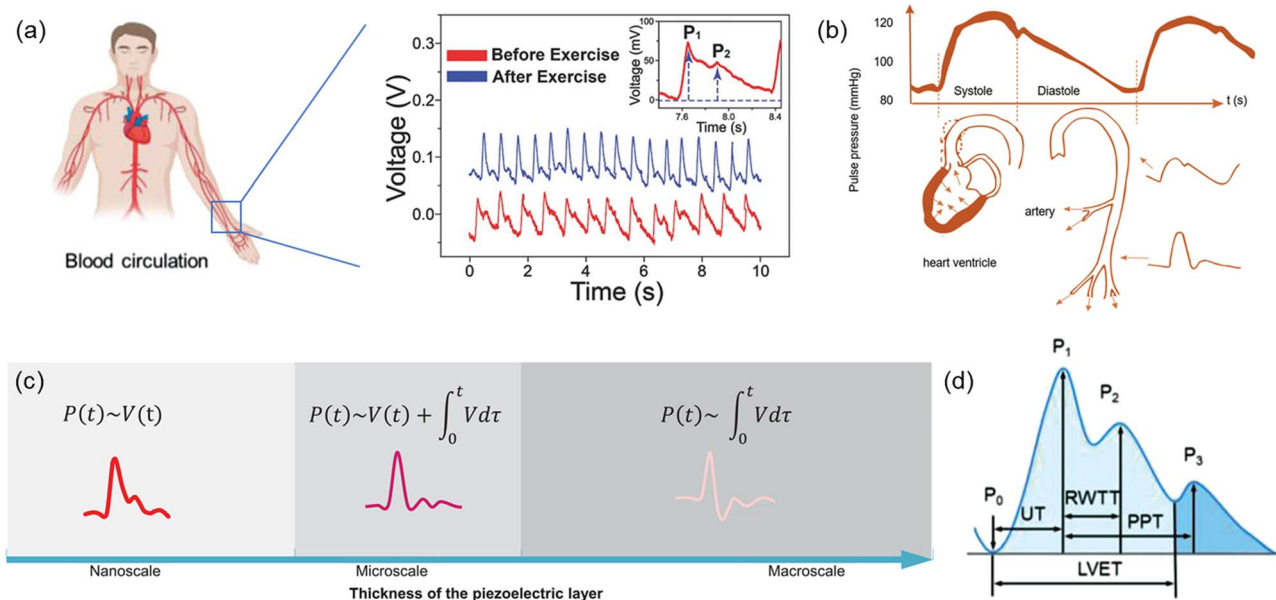 (a)
Blood circulation
Voltage (V)
0.3
0.2
0.1
0.0
Before Exercise
After Exercise
Voltage (mV)
100
50
0
P₁
P₂
7.6
8.0
8.4
Time (s)
0
2
4
6
8
10
Time (s)
(b)
Pulse pressure (mmHg)
120
100
80
Systole
Diastole
t (s)
artery
heart ventricle
(c)
P(t)~V(t)
P(t)~V(t) + ∫₀ᵗ Vdτ
P(t)~ ∫₀ᵗ Vdτ
Nanoscale
Microscale
Macroscale
Thickness of the piezoelectric layer
(d)
P₁
P₂
P₃
P₀
UT
RWTT
PPT
LVET